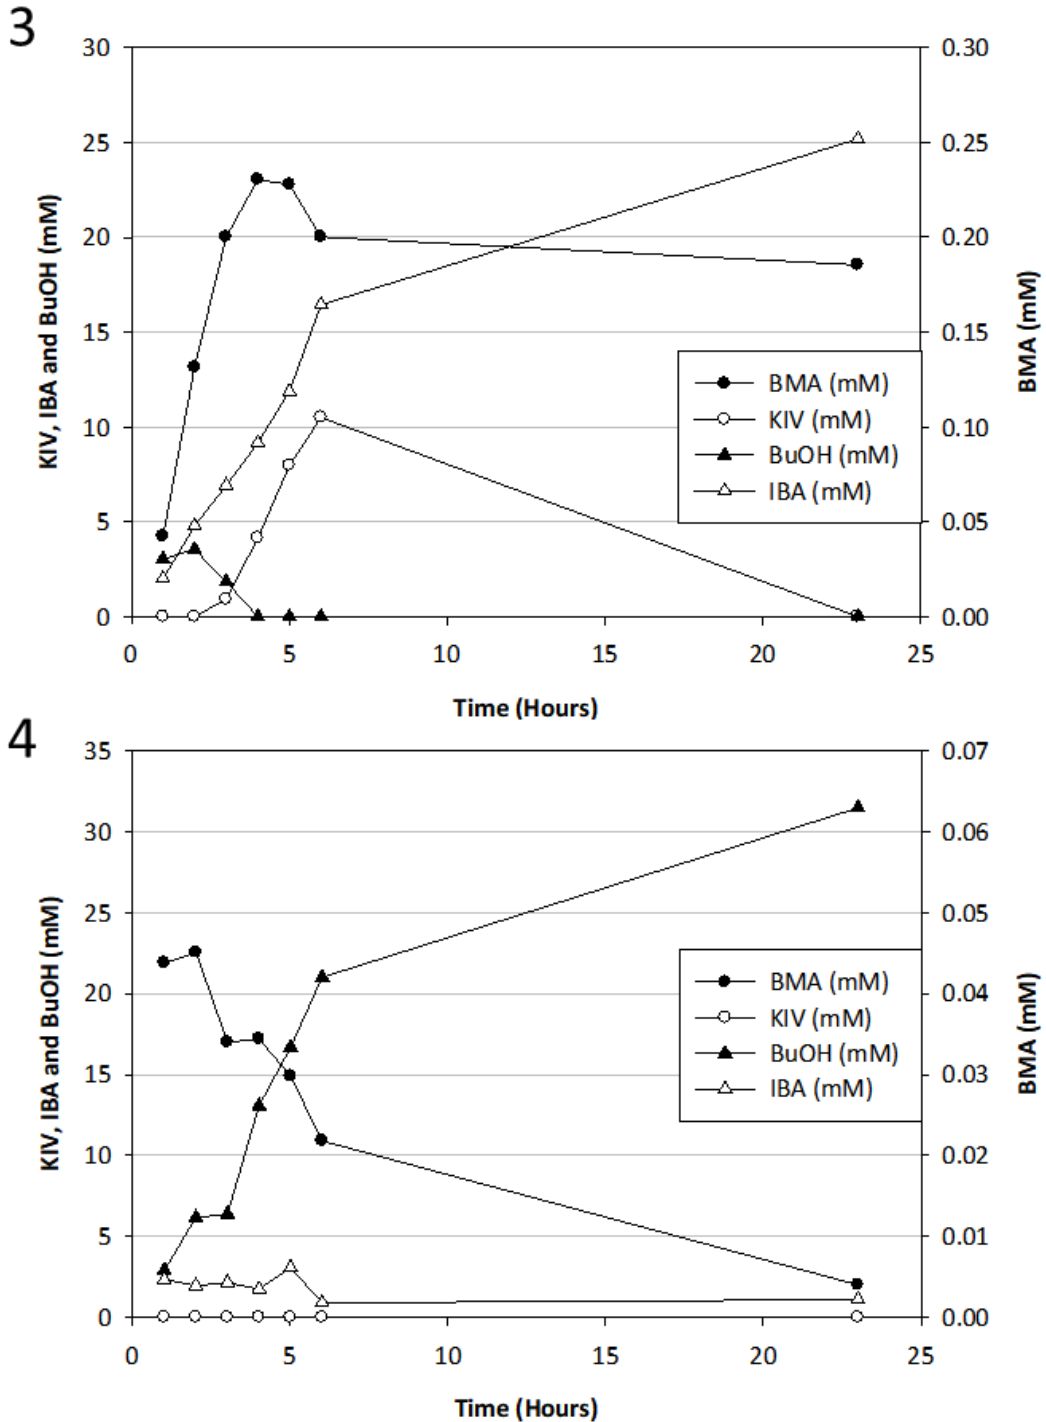 3
30
25
20
15
10
5
0
KIV, IBA and BuOH (mM)
0.30
0.25
0.20
0.15
0.10
0.05
0.00
BMA (mM)
BMA (mM)
KIV (mM)
BuOH (mM)
IBA (mM)
0 5 10 15 20 25
Time (Hours)
4
35
30
25
20
15
10
5
0
KIV, IBA and BuOH (mM)
0.07
0.06
0.05
0.04
0.03
0.02
0.01
0.00
BMA (mM)
BMA (mM)
KIV (mM)
BuOH (mM)
IBA (mM)
0 5 10 15 20 25
Time (Hours)